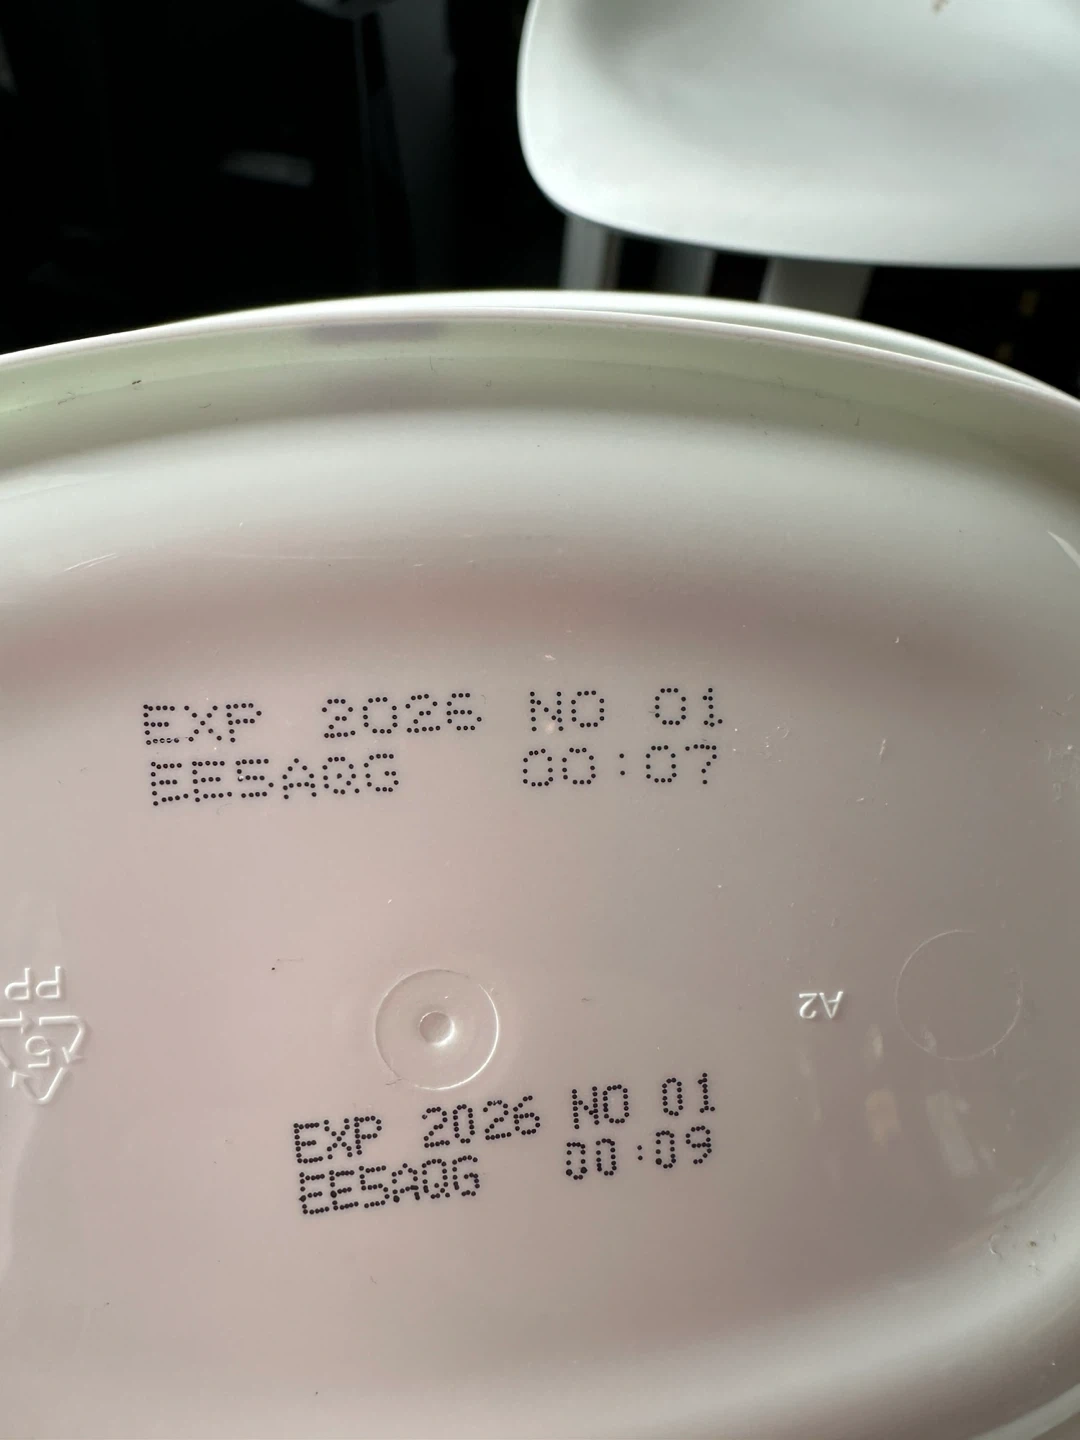 EXP 2026 NO 01
EE5AQG 00:07
PP
5
A2
EXP 2026 NO 01
EE5AQG 00:09